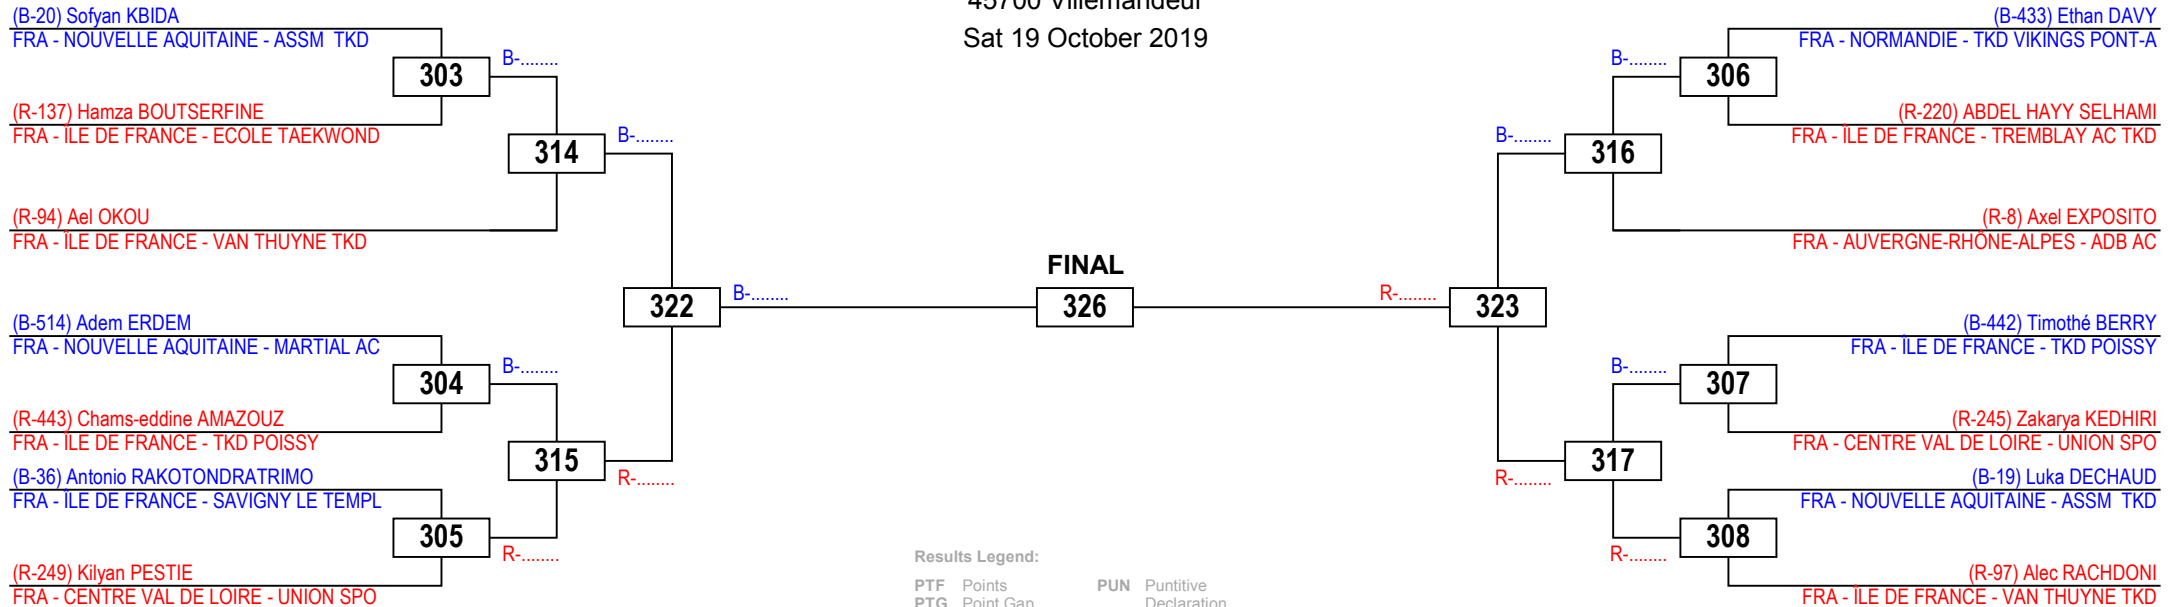 45700 Villemandeur
Sat 19 October 2019
(B-20) Sofyan KBIDA
FRA - NOUVELLE AQUITAINE - ASSM TKD
303
B-........
(R-137) Hamza BOUTSERFINE
FRA - ÎLE DE FRANCE - ECOLE TAEKWOND
314
B-........
(R-94) Ael OKOU
FRA - ÎLE DE FRANCE - VAN THUYNE TKD
322
B-........
(B-514) Adem ERDEM
FRA - NOUVELLE AQUITAINE - MARTIAL AC
304
B-........
(R-443) Chams-eddine AMAZOUZ
FRA - ÎLE DE FRANCE - TKD POISSY
315
R-........
(B-36) Antonio RAKOTONDRATRIMO
FRA - ÎLE DE FRANCE - SAVIGNY LE TEMPL
305
R-........
(R-249) Kilyan PESTIE
FRA - CENTRE VAL DE LOIRE - UNION SPO
FINAL
326
(B-433) Ethan DAVY
FRA - NORMANDIE - TKD VIKINGS PONT-A
B-........
306
(R-220) ABDEL HAYY SELHAMI
FRA - ÎLE DE FRANCE - TREMBLAY AC TKD
B-........
316
(R-8) Axel EXPOSITO
FRA - AUVERGNE-RHÔNE-ALPES - ADB AC
R-........
323
(B-442) Timothé BERRY
FRA - ÎLE DE FRANCE - TKD POISSY
B-........
307
(R-245) Zakarya KEDHIRI
FRA - CENTRE VAL DE LOIRE - UNION SPO
R-........
317
(B-19) Luka DECHAUD
FRA - NOUVELLE AQUITAINE - ASSM TKD
R-........
308
(R-97) Alec RACHDONI
FRA - ÎLE DE FRANCE - VAN THUYNE TKD
Results Legend:
PTF Points PUN Puntitive
PTG Point Gap Declaration